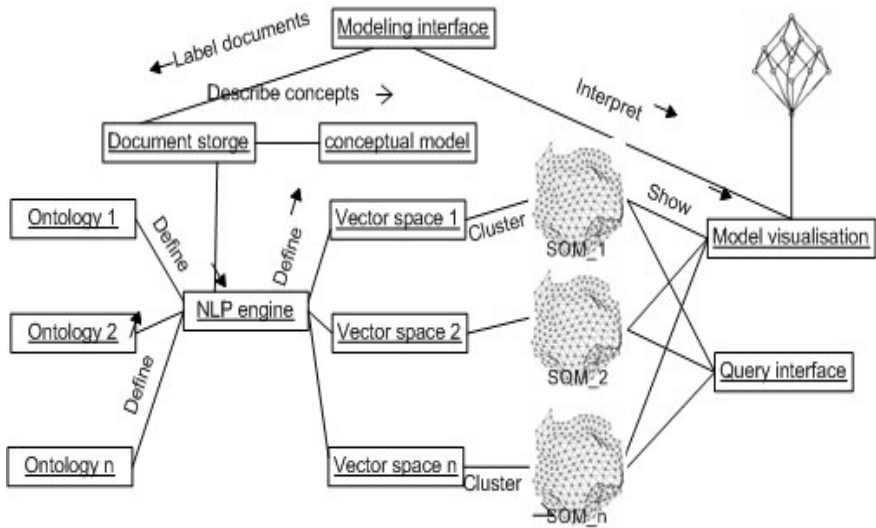 Modeling interface
Label documents
Describe concepts
Interpret
Document storge
conceptual model
Ontology 1
Define
Define
Vector space 1
Cluster
SOM_1
Show
Model visualisation
NLP engine
Ontology 2
Vector space 2
SOM_2
Query interface
Define
Ontology n
Vector space n
Cluster
SOM_n